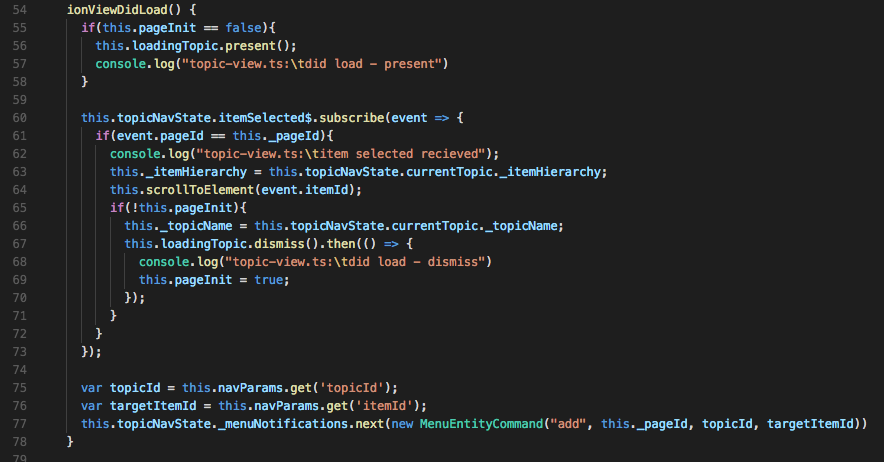 54 ionViewDidLoad() {
55 if(this.pageInit == false){
56 this.loadingTopic.present();
57 console.log("topic-view.ts:\tdid load - present")
58 }
59
60 this.topicNavState.itemSelected$.subscribe(event => {
61 if(event.pageId == this._pageId){
62 console.log("topic-view.ts:\titem selected recieved");
63 this._itemHierarchy = this.topicNavState.currentTopic._itemHierarchy;
64 this.scrollToElement(event.itemId);
65 if(!this.pageInit){
66 this._topicName = this.topicNavState.currentTopic._topicName;
67 this.loadingTopic.dismiss().then(() => {
68 console.log("topic-view.ts:\tdid load - dismiss")
69 this.pageInit = true;
70 });
71 }
72 }
73 });
74
75 var topicId = this.navParams.get('topicId');
76 var targetItemId = this.navParams.get('itemId');
77 this.topicNavState._menuNotifications.next(new MenuEntityCommand("add", this._pageId, topicId, targetItemId))
78 }
79